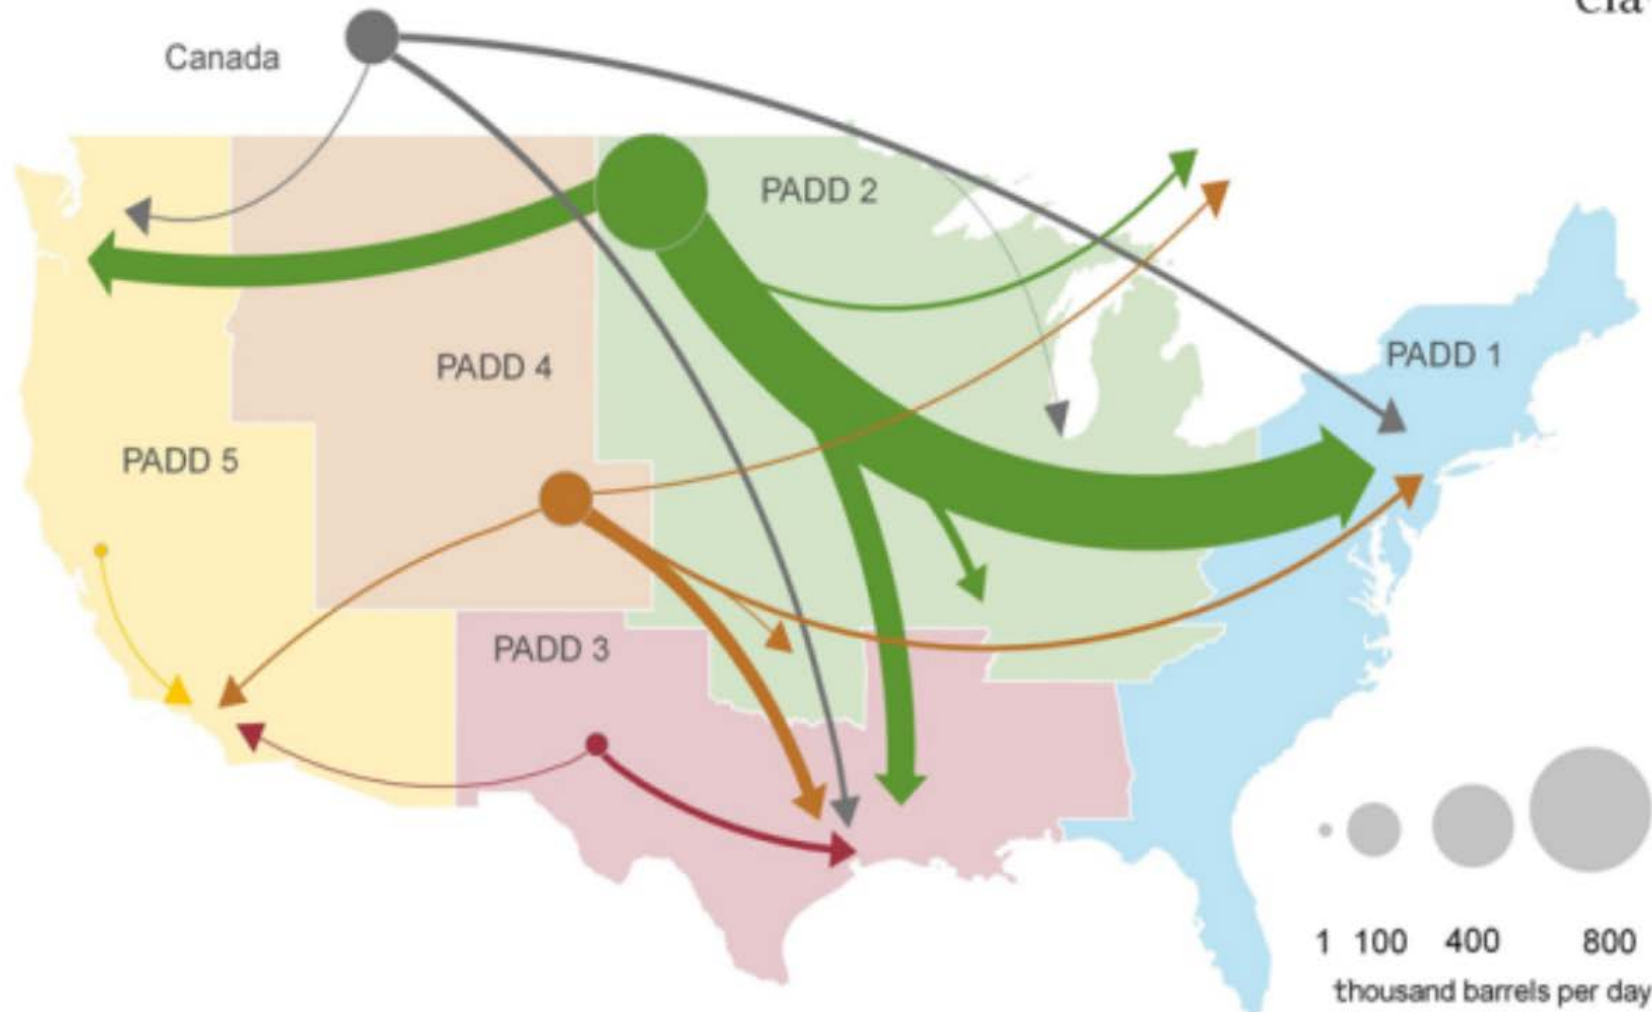 Canada
PADD 2
PADD 1
PADD 4
PADD 5
PADD 3
1 100 400 800
thousand barrels per day